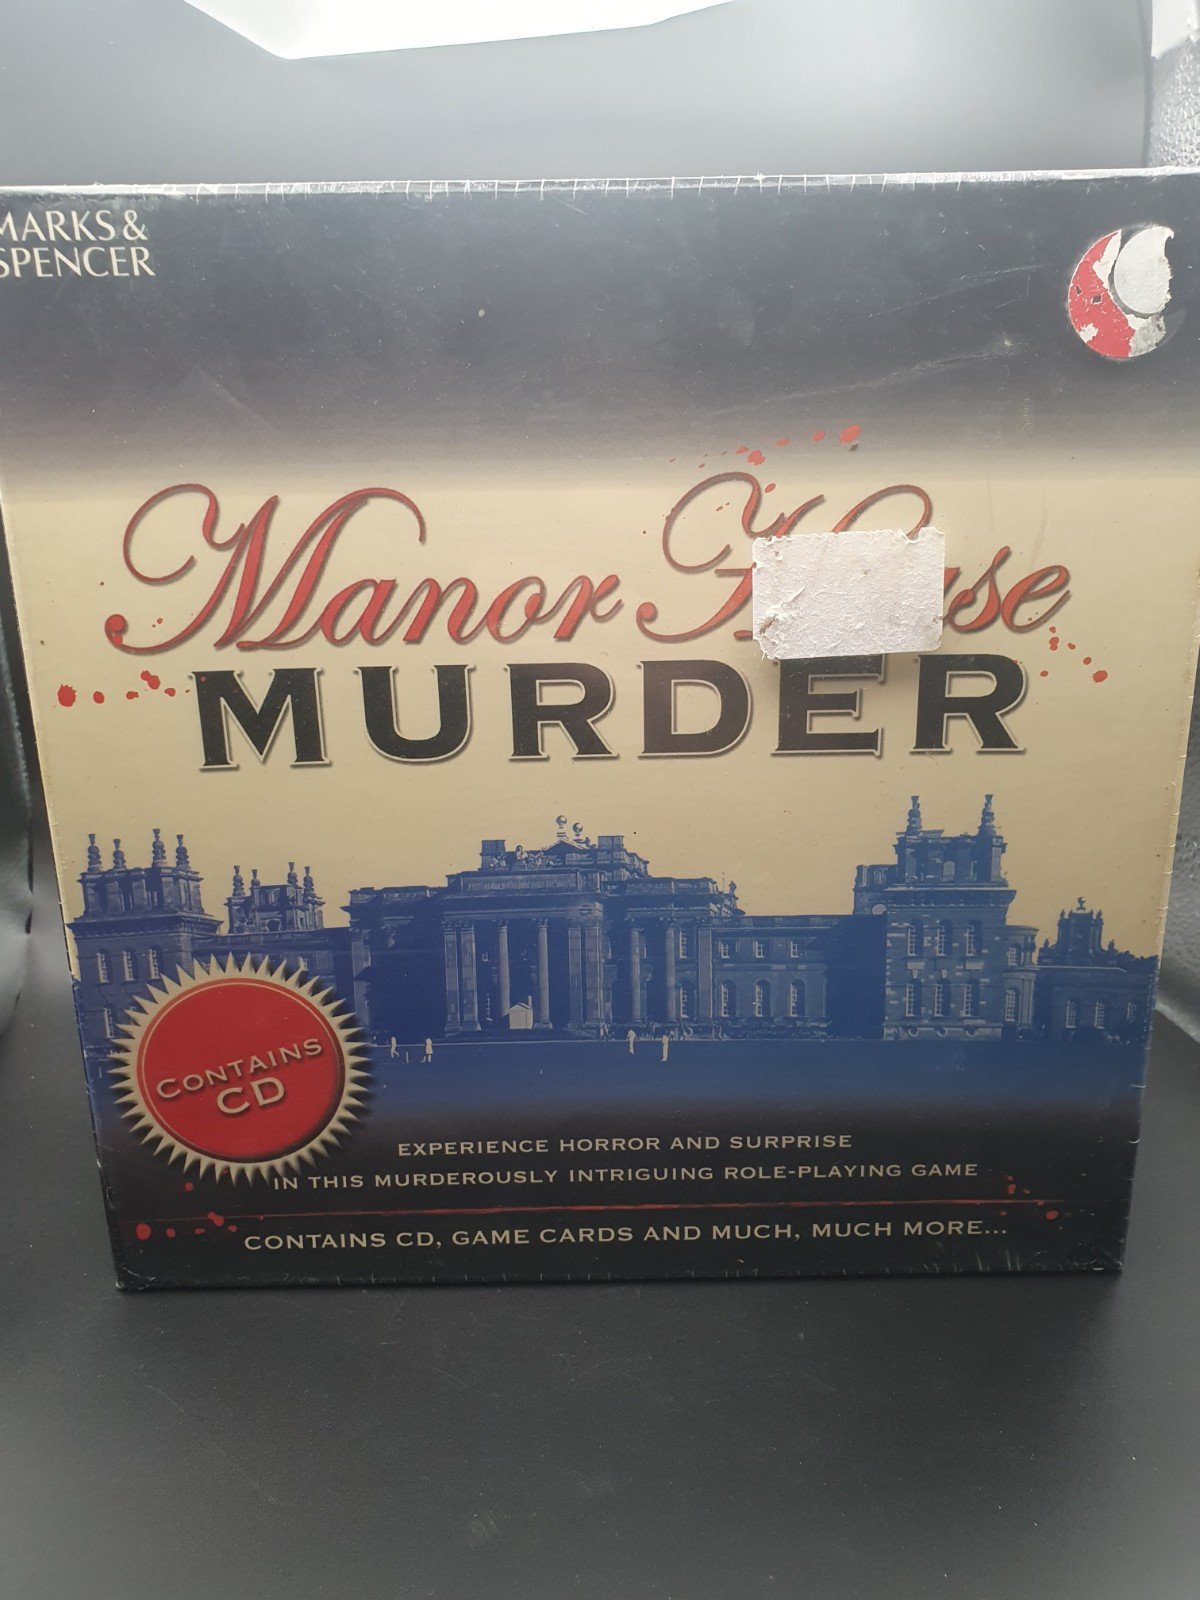 MARKS &
SPENCER
Manor House
MURDER
CONTAINS
CD
EXPERIENCE HORROR AND SURPRISE
IN THIS MURDEROUSLY INTRIGUING ROLE-PLAYING GAME
CONTAINS CD, GAME CARDS AND MUCH, MUCH MORE...